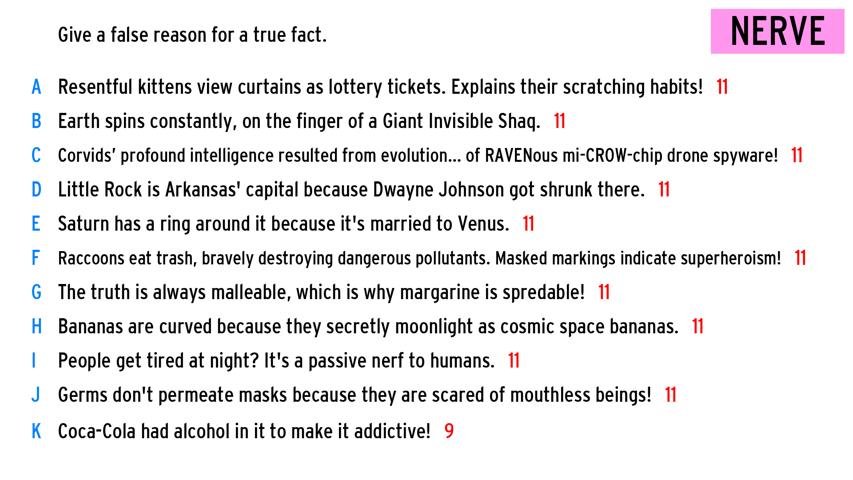 Give a false reason for a true fact.
NERVE
A Resentful kittens view curtains as lottery tickets. Explains their scratching habits! 11
B Earth spins constantly, on the finger of a Giant Invisible Shaq. 11
C Corvids' profound intelligence resulted from evolution... of RAVENous mi-CROW-chip drone spyware! 11
D Little Rock is Arkansas' capital because Dwayne Johnson got shrunk there. 11
E Saturn has a ring around it because it's married to Venus. 11
F Raccoons eat trash, bravely destroying dangerous pollutants. Masked markings indicate superheroism! 11
G The truth is always malleable, which is why margarine is spredable! 11
H Bananas are curved because they secretly moonlight as cosmic space bananas. 11
I People get tired at night? It's a passive nerf to humans. 11
J Germs don't permeate masks because they are scared of mouthless beings! 11
K Coca-Cola had alcohol in it to make it addictive! 9